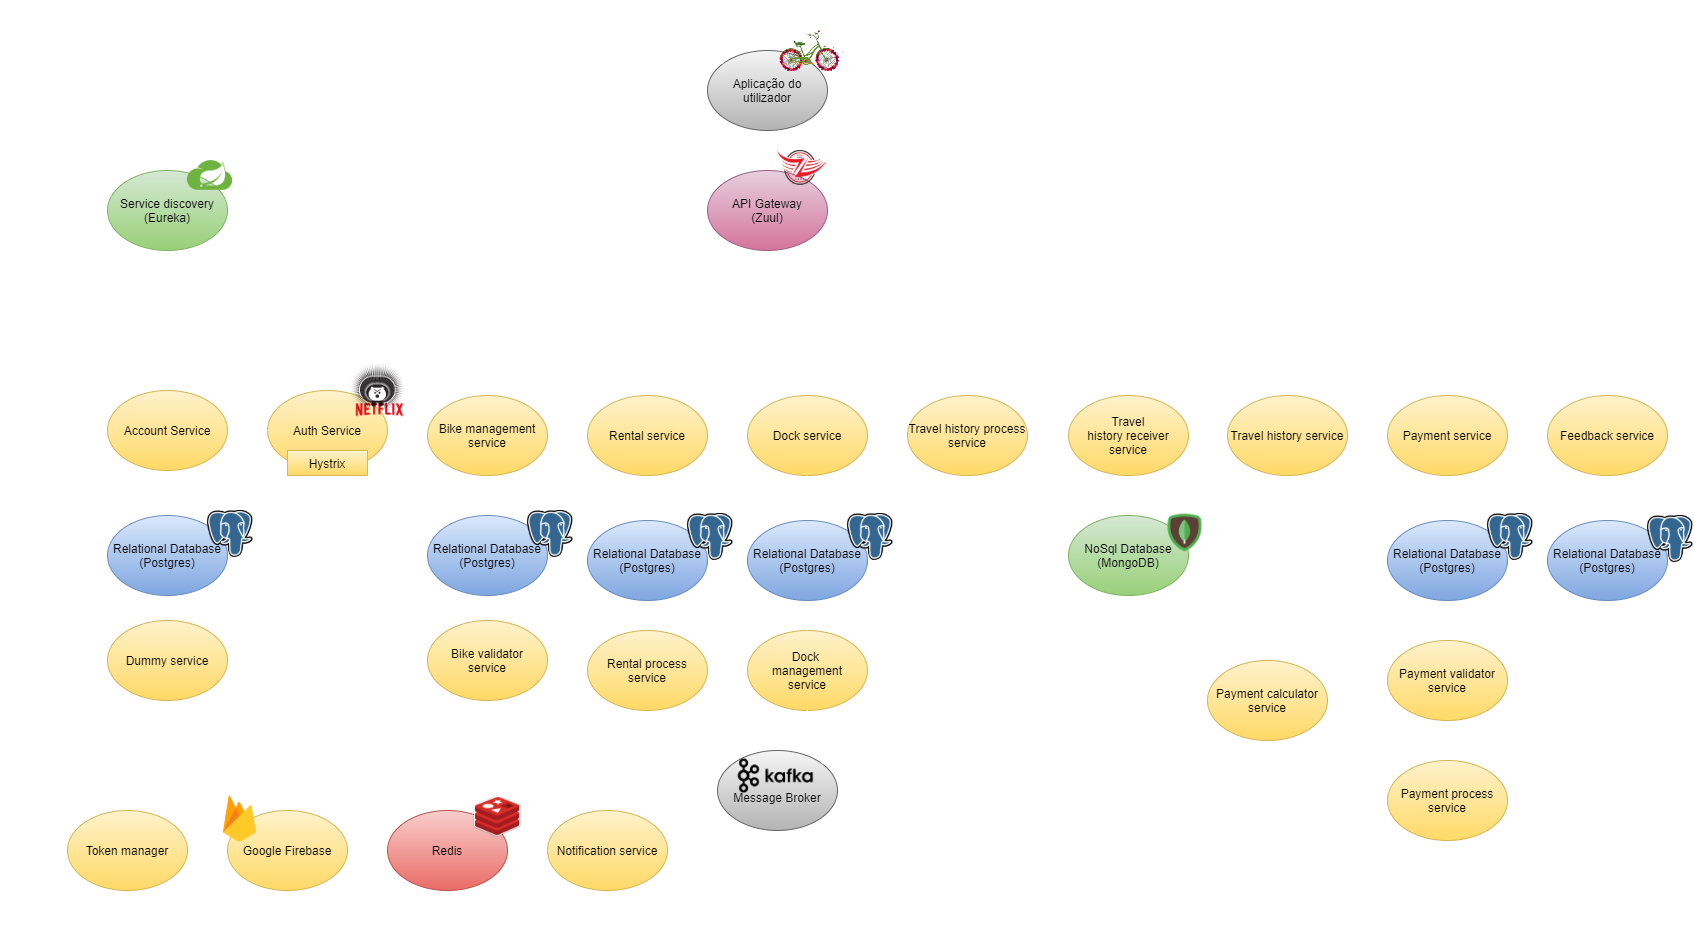 Aplicação do
utilizador
Service discovery
(Eureka)
API Gateway
(Zuul)
Account Service
NETFLIX
Auth Service
Hystrix
Bike management
service
Rental service
Dock service
Travel history process
service
Travel
history receiver
service
Travel history service
Payment service
Feedback service
Relational Database
(Postgres)
Relational Database
(Postgres)
Relational Database
(Postgres)
Relational Database
(Postgres)
NoSql Database
(MongoDB)
Relational Database
(Postgres)
Relational Database
(Postgres)
Dummy service
Bike validator
service
Rental process
service
Dock
management
service
Payment calculator
service
Payment validator
service
kafka
Message Broker
Payment process
service
Token manager
Google Firebase
Redis
Notification service